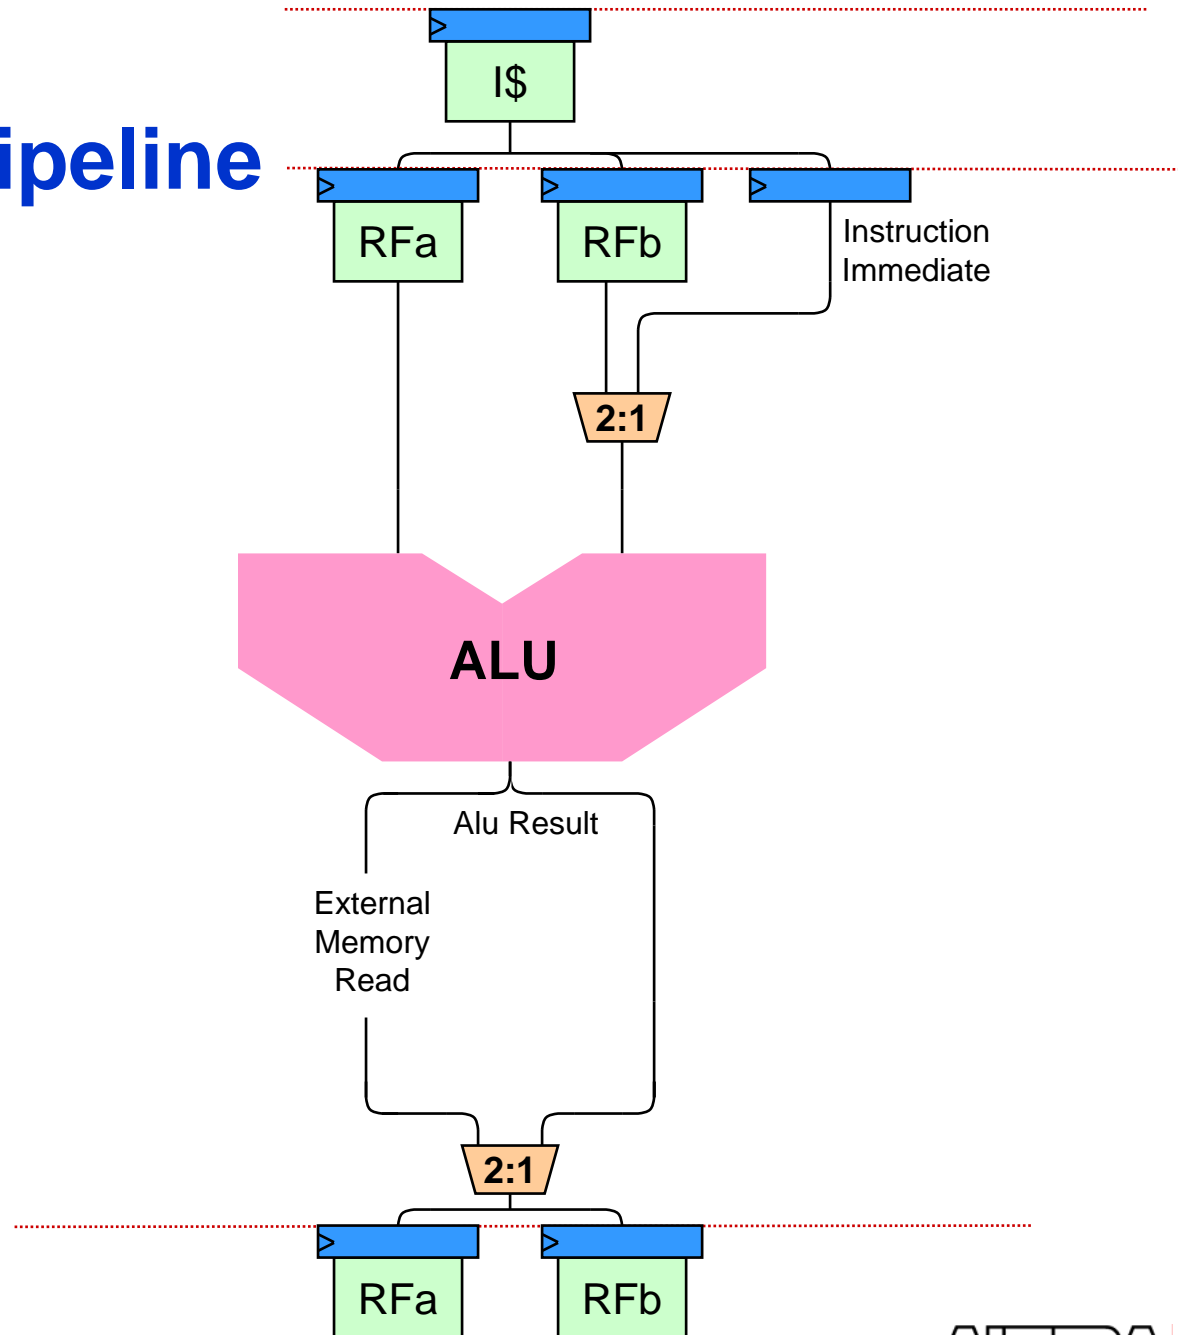 I$
ipeline
RFa
RFb
Instruction
Immediate
2:1
ALU
Alu Result
External
Memory
Read
2:1
RFa
RFb